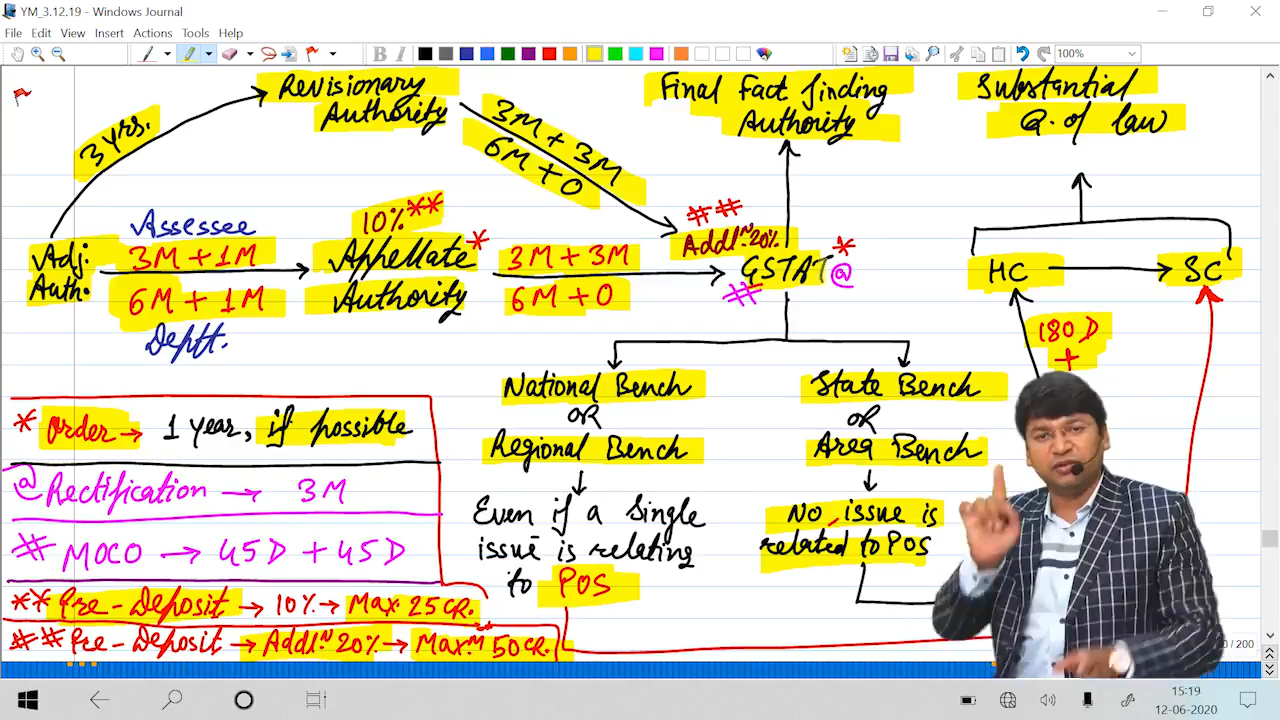 YM_3.12.19 - Windows Journal
File Edit View Insert Actions Tools Help
B I 100%
Revisionary
Authority
3 yrs.
3M + 3M
6M + 0
Final Fact finding
Authority
Substantial
Q. of law
Adj.
Auth.
Assessee
3M + 1M
6M + 1M
Deptt.
10% **
Appellate *
Authority
3M + 3M
6M + 0
##
Addl.ⁿ 20%
GSTAT * @
#
HC
SC
180 D
+
National Bench
OR
Regional Bench
Even if a single
issue is relating
to POS
State Bench
OR
Area Bench
No issue is
related to POS
* Order → 1 year, if possible
@ Rectification → 3M
# MOCO → 45D + 45D
** Pre-Deposit → 10% → Max 25 CR.
## Pre-Deposit → Addl.ⁿ 20% → Max.ᵐ 50 CR.
/ 200
15:19
12-06-2020